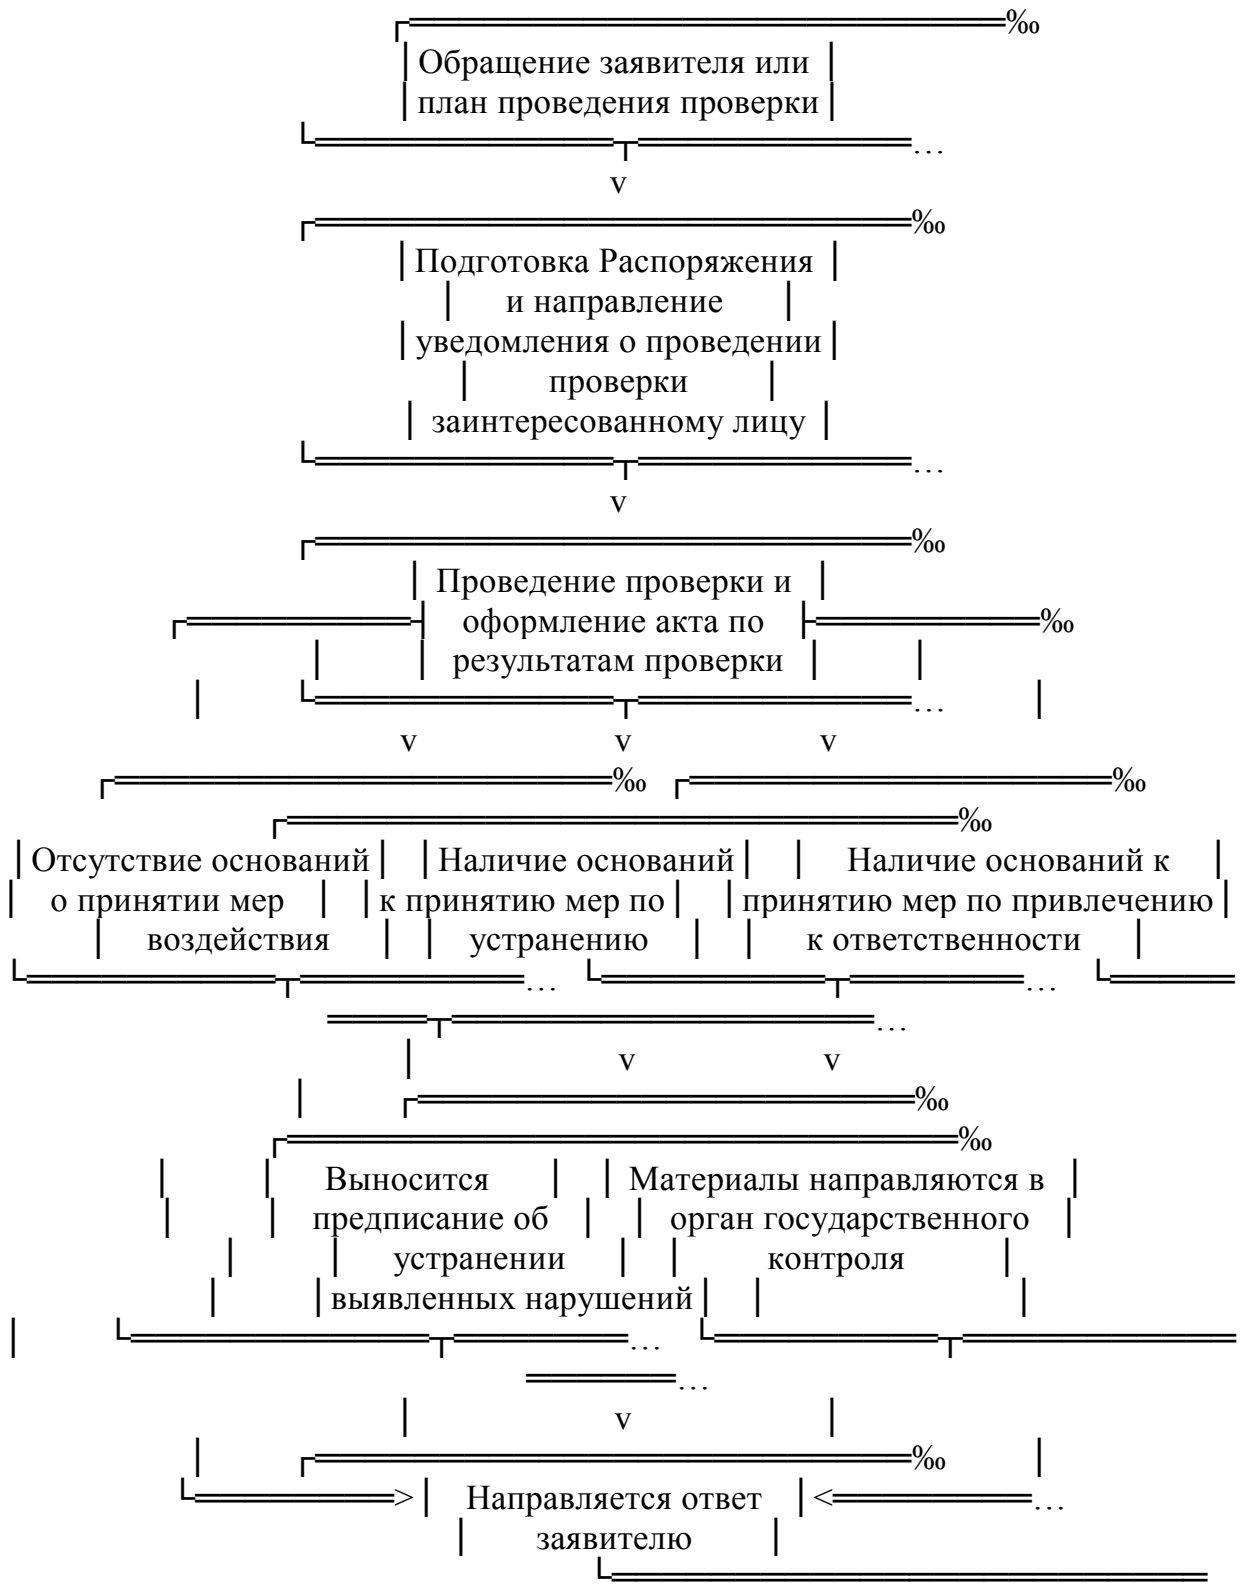 Обращение заявителя или
план проведения проверки
v
Подготовка Распоряжения
и направление
уведомления о проведении
проверки
заинтересованному лицу
v
Проведение проверки и
оформление акта по
результатам проверки
v v v
Отсутствие оснований Наличие оснований Наличие оснований к
о принятии мер к принятию мер по принятию мер по привлечению
воздействия устранению к ответственности
v v
Выносится Материалы направляются в
предписание об орган государственного
устранении контроля
выявленных нарушений
v
Направляется ответ
заявителю